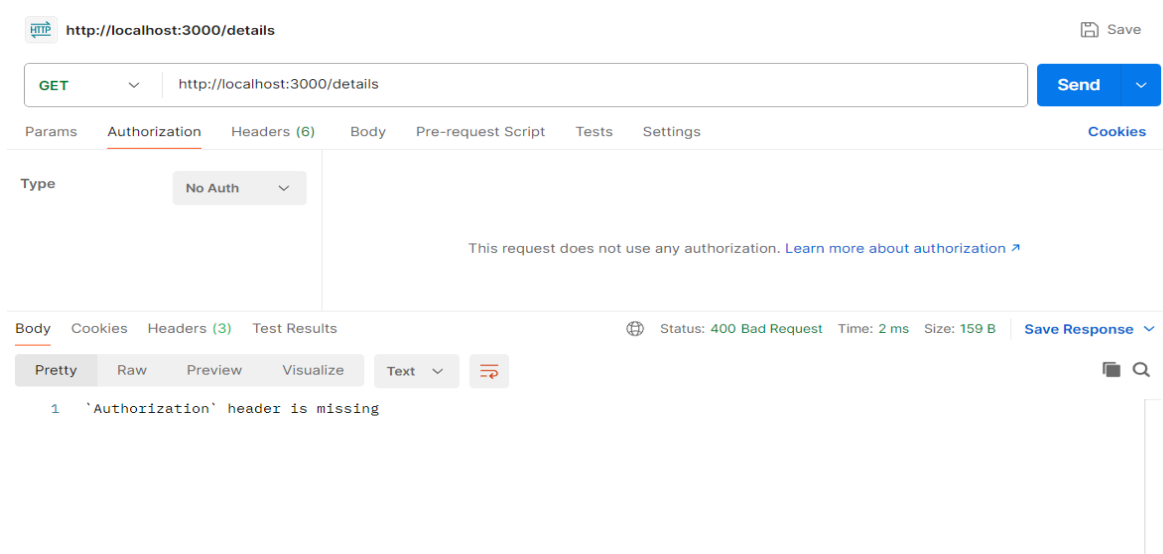 HTTP http://localhost:3000/details Save
GET http://localhost:3000/details Send
Params Authorization Headers (6) Body Pre-request Script Tests Settings Cookies
Type No Auth
This request does not use any authorization. Learn more about authorization ↗
Body Cookies Headers (3) Test Results Status: 400 Bad Request Time: 2 ms Size: 159 B Save Response
Pretty Raw Preview Visualize Text
1 `Authorization` header is missing